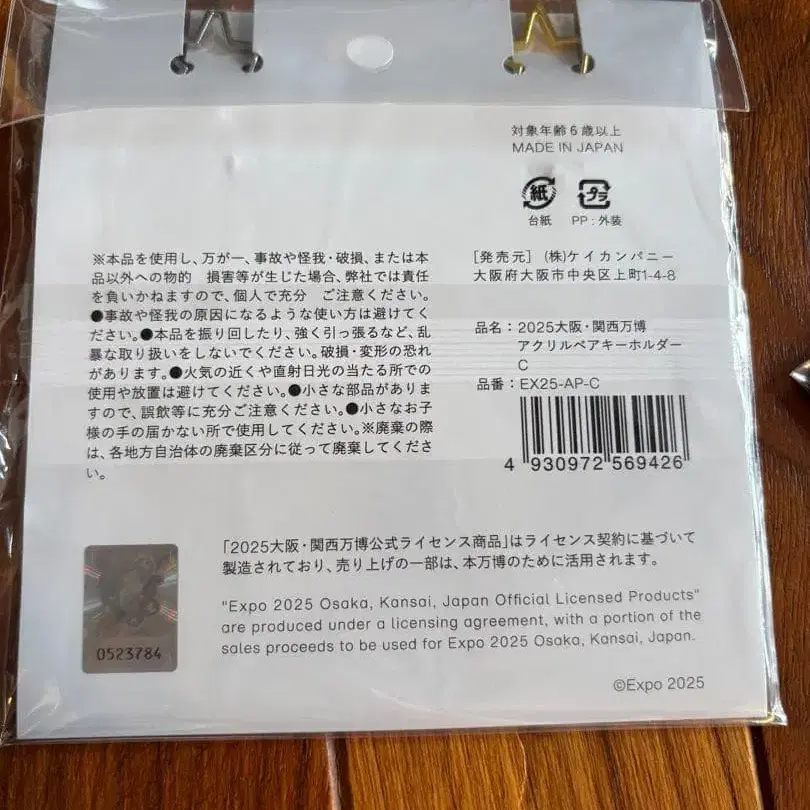 対象年齢6歳以上
MADE IN JAPAN
紙
プラ
台紙
PP:外装
※本品を使用し、万が一、事故や怪我・破損、または本
品以外への物的 損害等が生じた場合、弊社では責任
を負いかねますので、個人で充分 ご注意ください。
●事故や怪我の原因になるような使い方は避けてく
ださい。●本品を振り回したり、強く引っ張るなど、乱
暴な取り扱いをしないでください。破損・変形の恐れ
があります。●火気の近くや直射日光の当たる所での
使用や放置は避けてください。●小さな部品がありま
すので、誤飲等に充分ご注意ください。●小さなお子
様の手の届かない所で使用してください。※廃棄の際
は、各地方自治体の廃棄区分に従って廃棄してくださ
い。
[発売元] (株)ケイカンパニー
大阪府大阪市中央区上町1-4-8
品名:2025大阪・関西万博
アクリルペアキーホルダー
C
品番:EX25-AP-C
4 930972 569426
「2025大阪・関西万博公式ライセンス商品」はライセンス契約に基づいて
製造されており、売り上げの一部は、本万博のために活用されます。
"Expo 2025 Osaka, Kansai, Japan Official Licensed Products"
are produced under a licensing agreement, with a portion of the
sales proceeds to be used for Expo 2025 Osaka, Kansai, Japan.
0523784
©Expo 2025